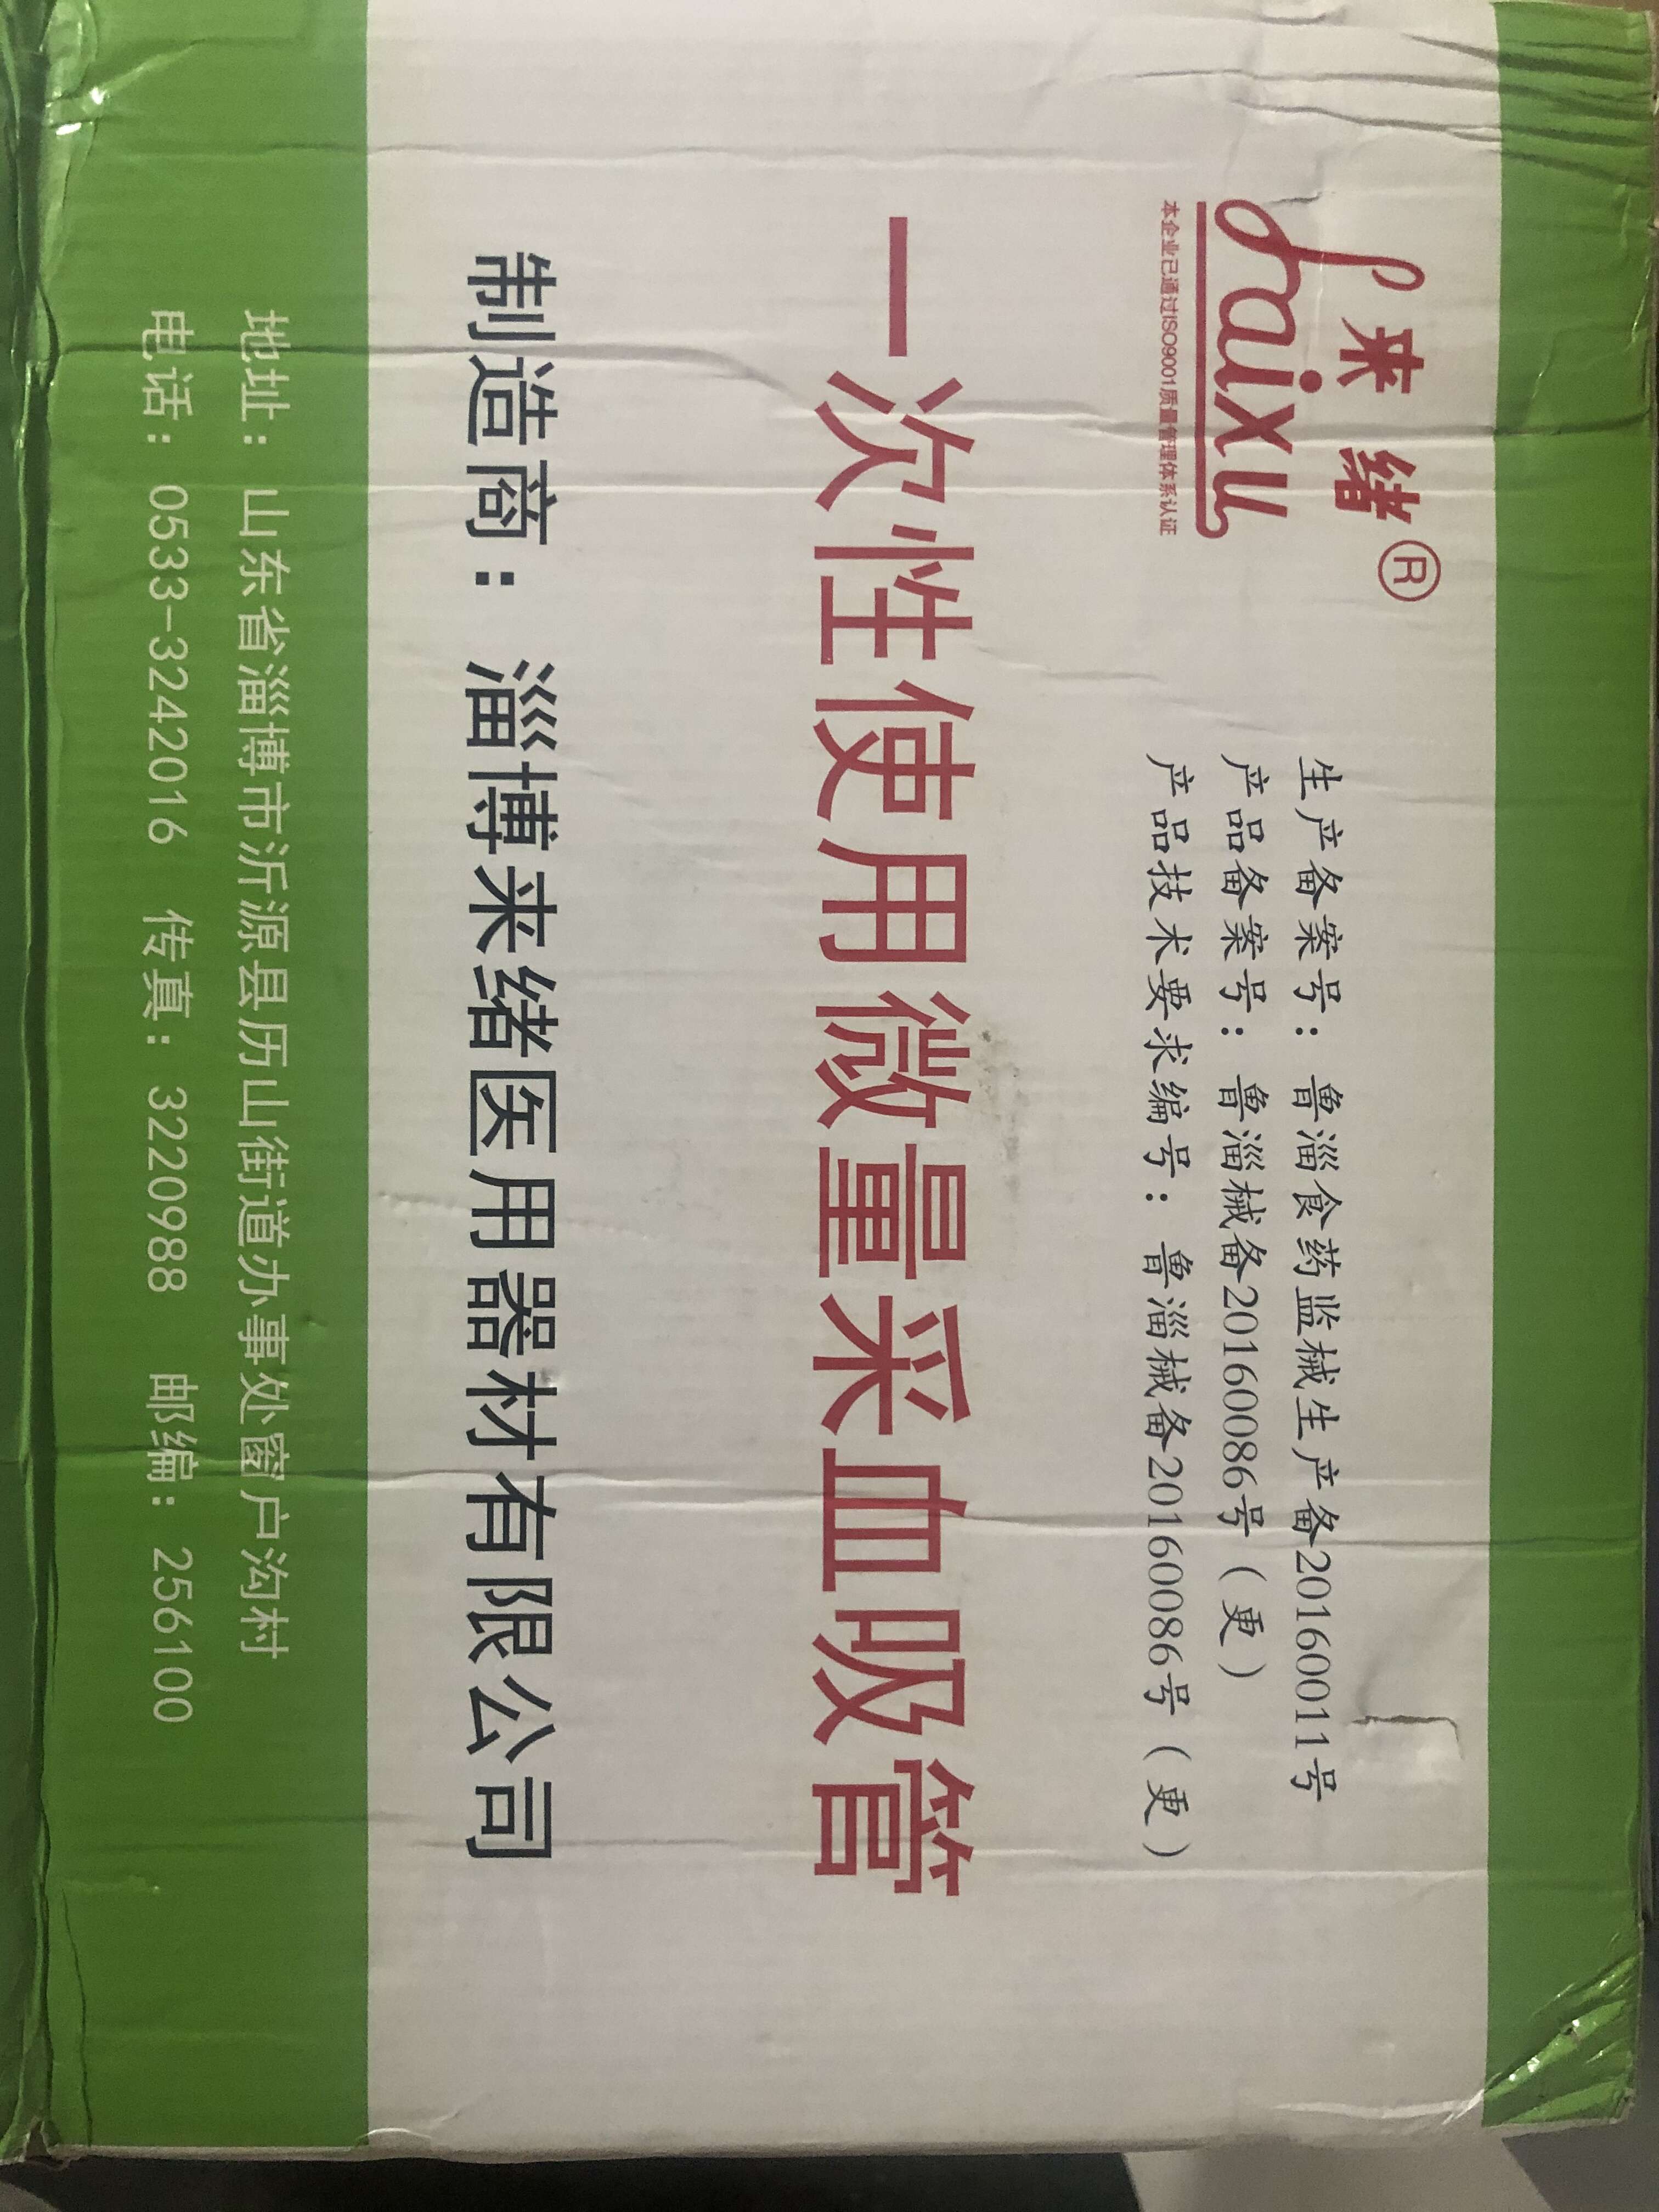 来绪®
Laixu
本企业已通过ISO9001质量管理体系认证
生产备案号：鲁淄食药监械生产备20160011号
产品备案号：鲁淄械备20160086号（更）
产品技术要求编号：鲁淄械备20160086号（更）
一次性使用微量采血吸管
制造商：淄博来绪医用器材有限公司
地址：山东省淄博市沂源县历山街道办事处窗户沟村
电话：0533-3242016 传真：3220988 邮编：256100